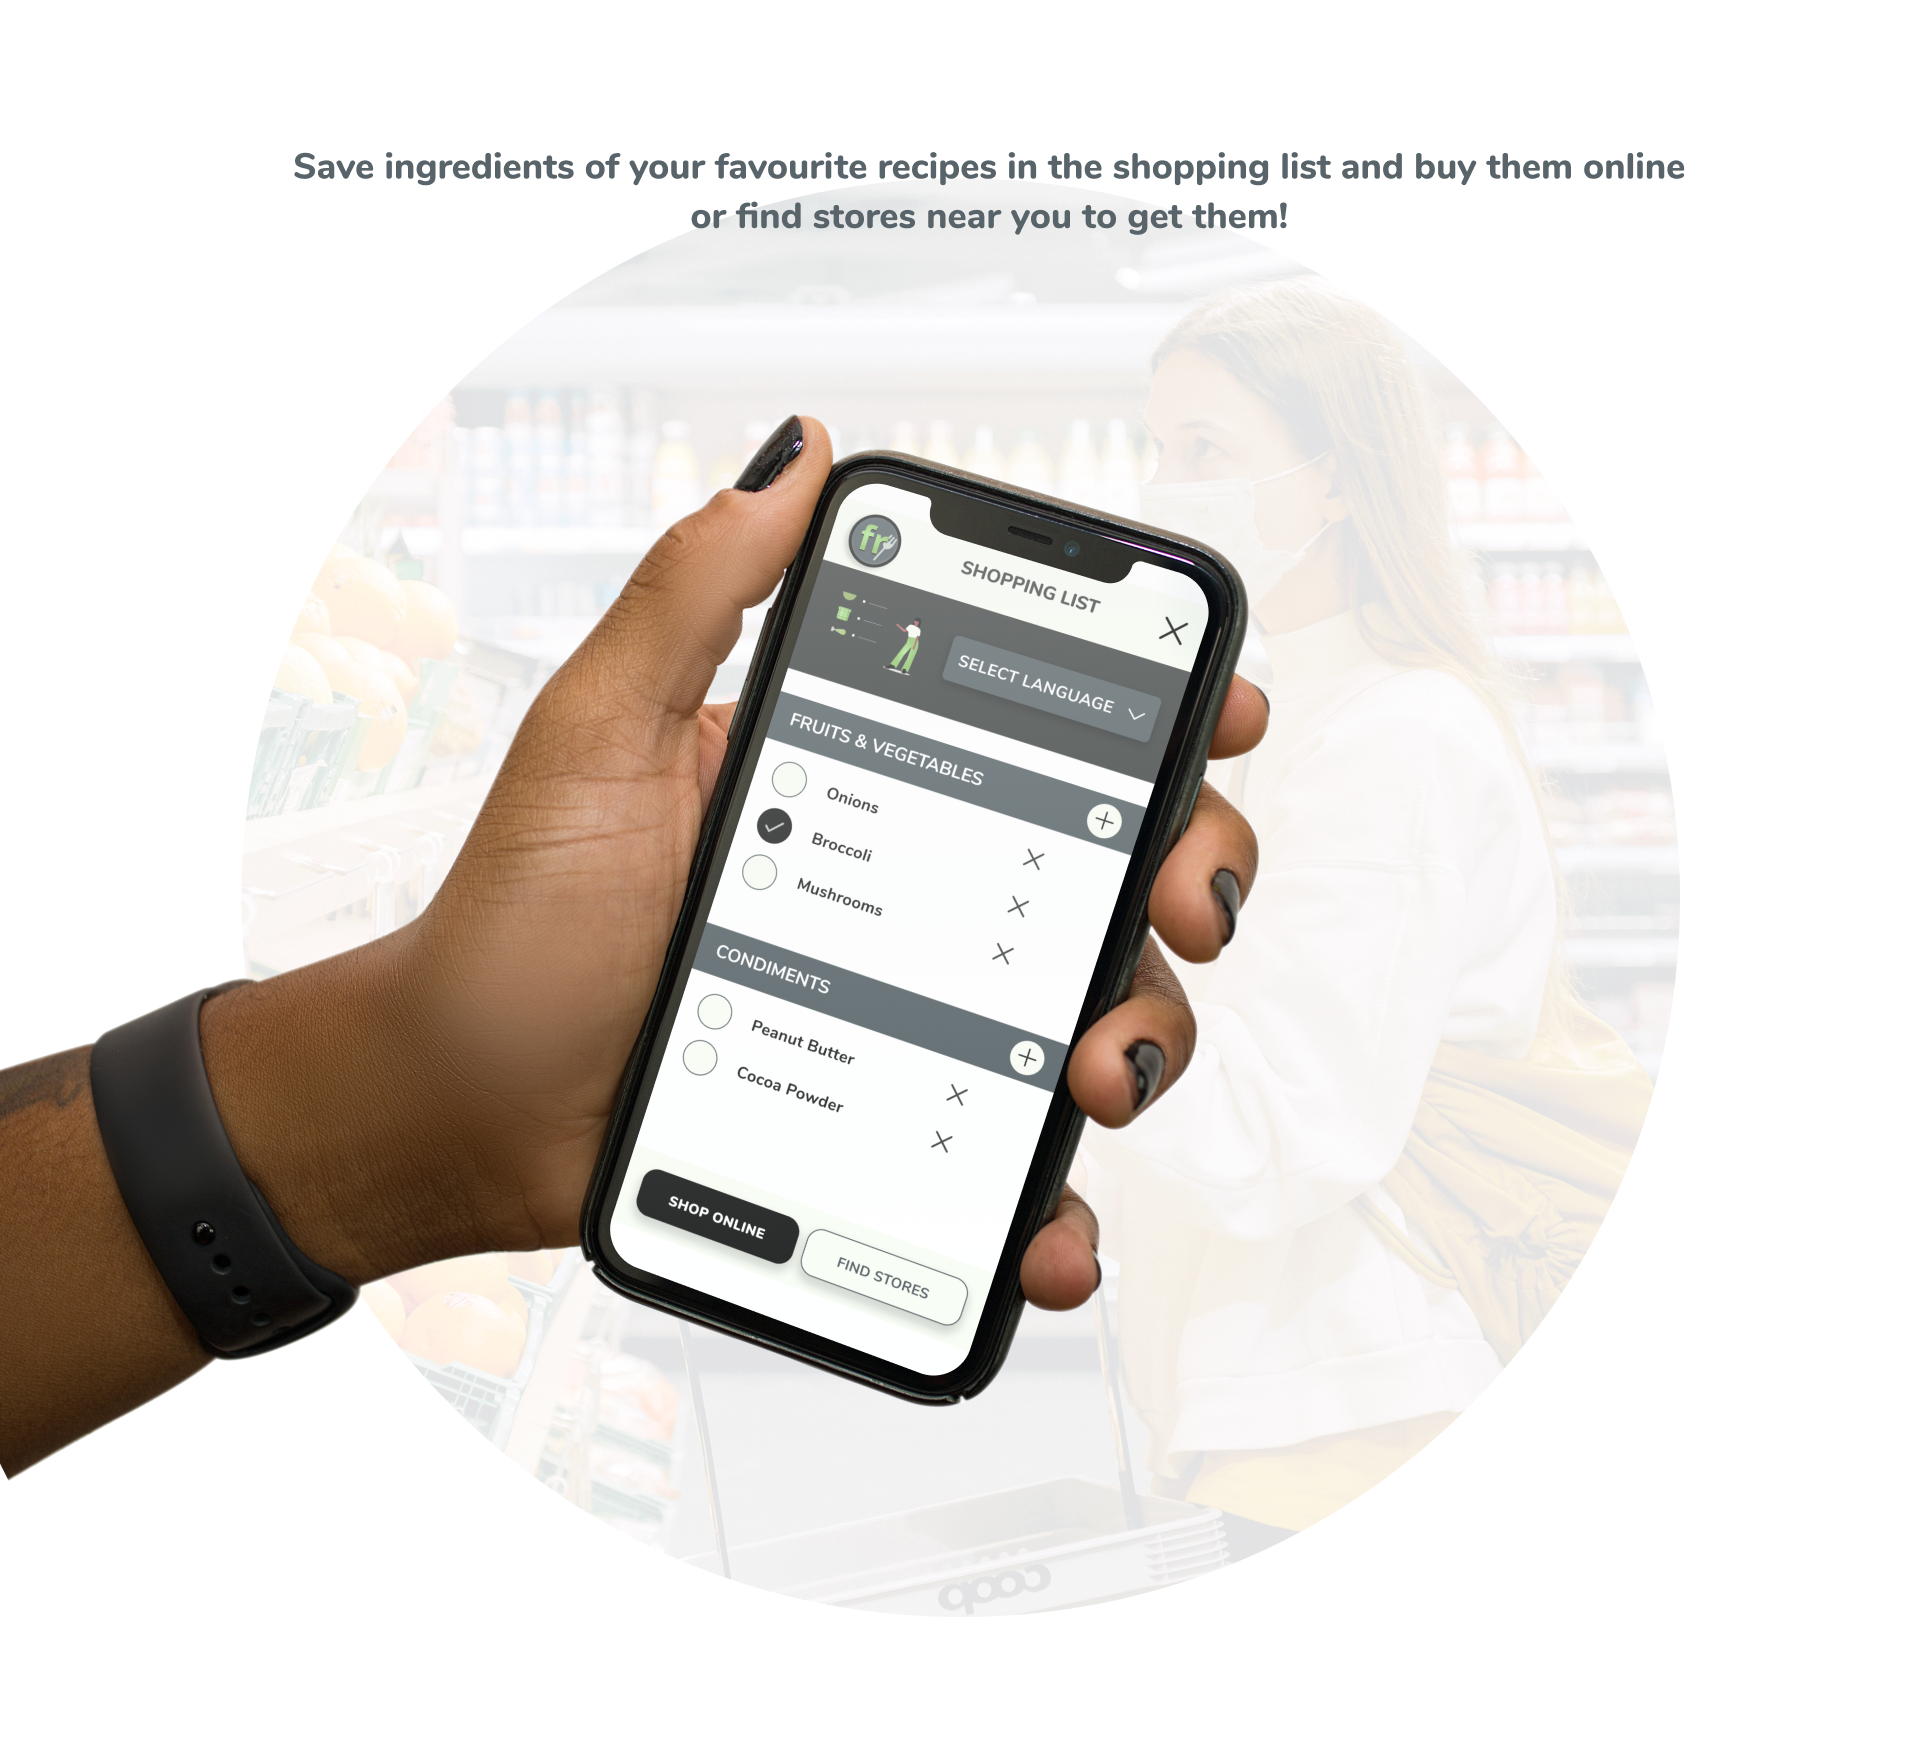 Save ingredients of your favourite recipes in the shopping list and buy them online
or find stores near you to get them!
fr
SHOPPING LIST
SELECT LANGUAGE
FRUITS & VEGETABLES
Onions
Broccoli
Mushrooms
CONDIMENTS
Peanut Butter
Cocoa Powder
SHOP ONLINE
FIND STORES
coop